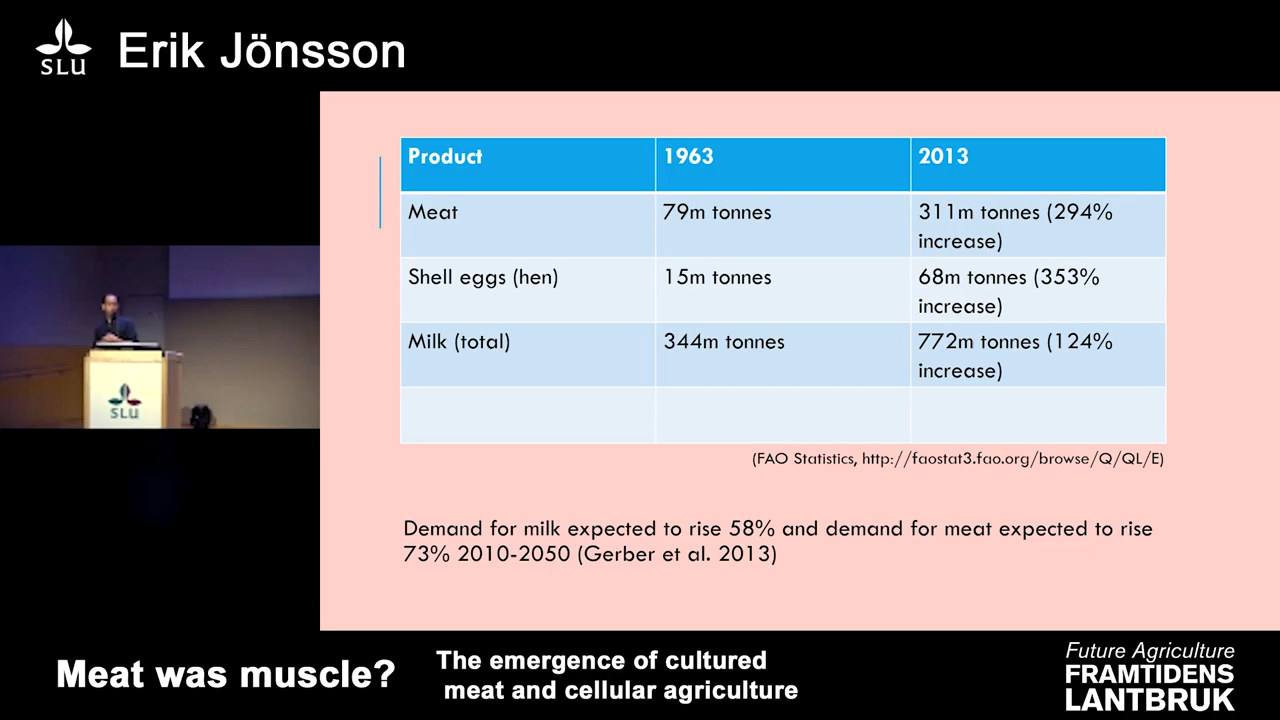 SLU
Erik Jönsson
Product 1963 2013
Meat 79m tonnes 311m tonnes (294%
increase)
Shell eggs (hen) 15m tonnes 68m tonnes (353%
increase)
Milk (total) 344m tonnes 772m tonnes (124%
increase)
(FAO Statistics, http://faostat3.fao.org/browse/Q/QL/E)
Demand for milk expected to rise 58% and demand for meat expected to rise
73% 2010-2050 (Gerber et al. 2013)
SLU
Meat was muscle?
The emergence of cultured
meat and cellular agriculture
Future Agriculture
FRAMTIDENS
LANTBRUK